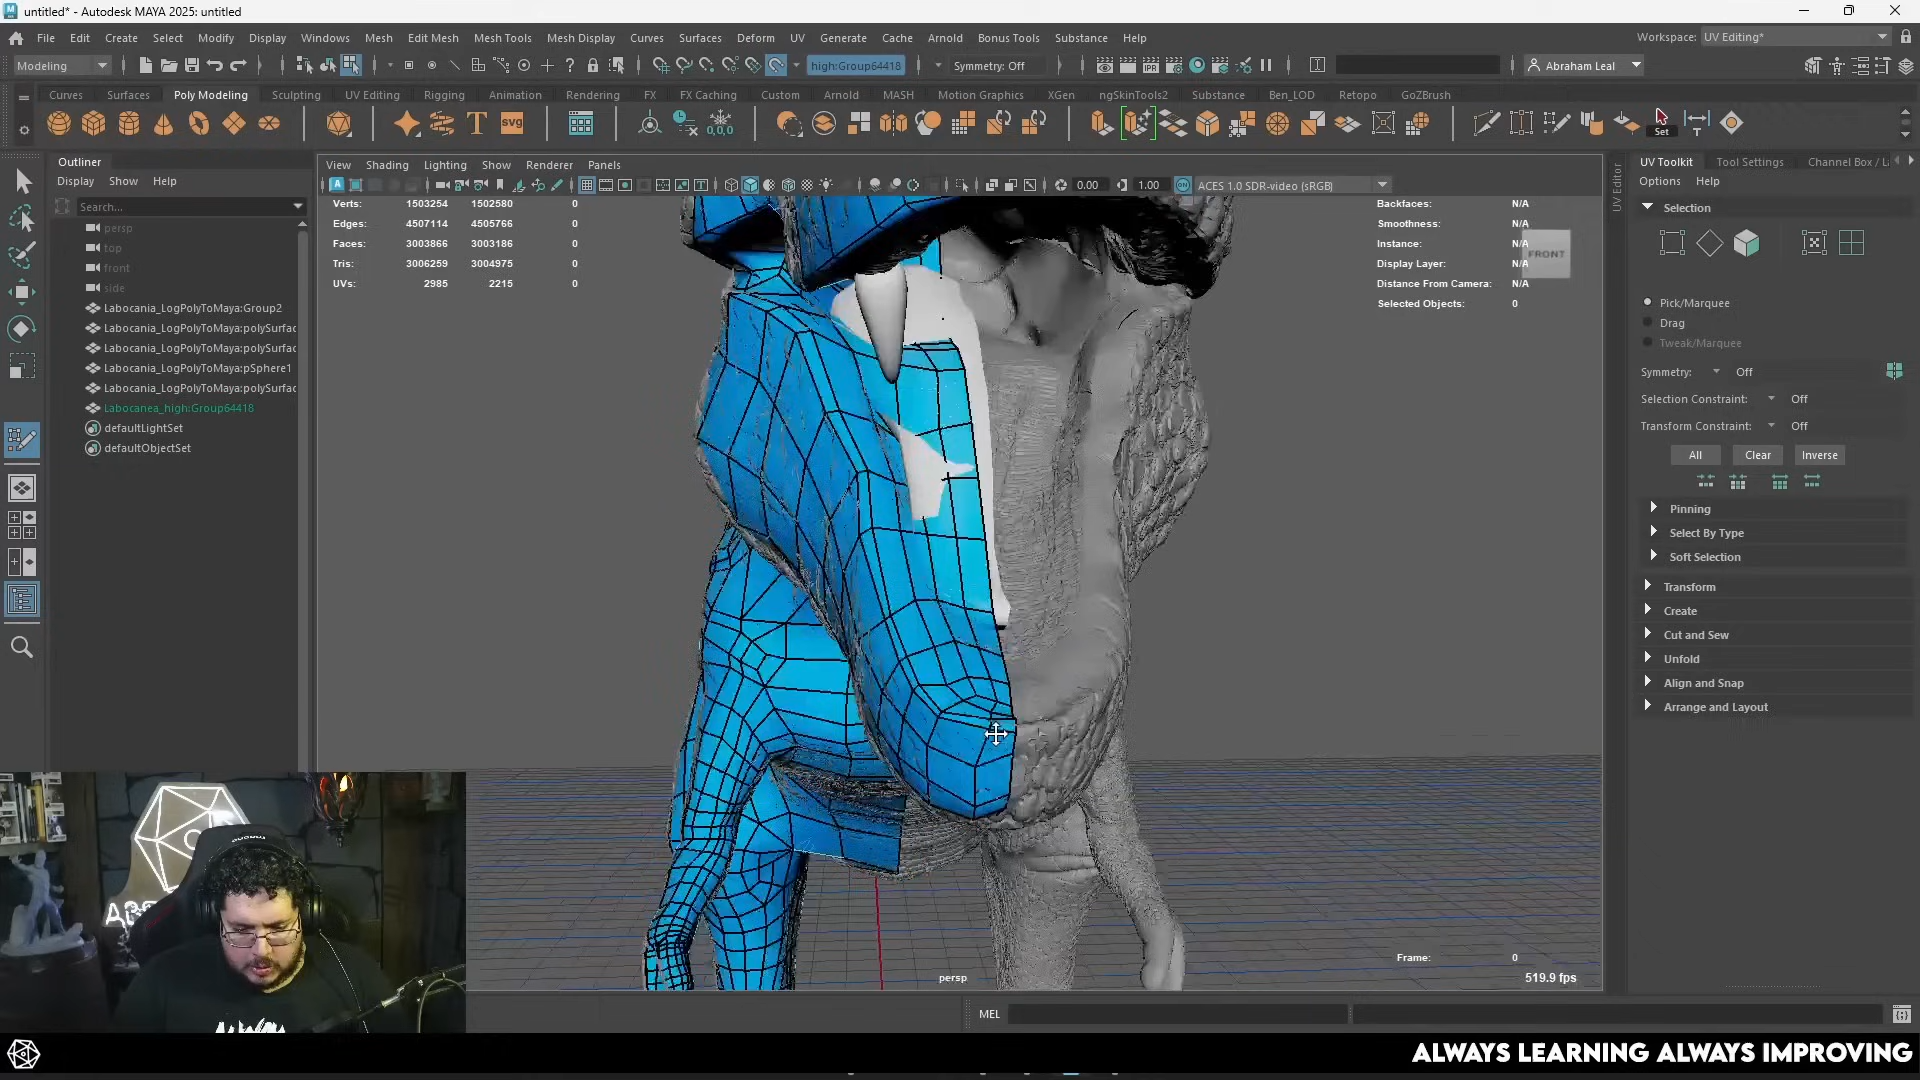 untitled* - Autodesk MAYA 2025: untitled
File Edit Create Select Modify Display Windows Mesh Edit Mesh Mesh Tools Mesh Display Curves Surfaces Deform UV Generate Cache Arnold Bonus Tools Substance Help
Workspace: UV Editing*
Modeling
high:Group64418
Symmetry: Off
Abraham Leal
Curves Surfaces Poly Modeling Sculpting UV Editing Rigging Animation Rendering FX FX Caching Custom Arnold MASH Motion Graphics XGen ngSkinTools2 Substance Ben_LOD Retopo GoZBrush
Set
Outliner
Display Show Help
Search...
persp
top
front
side
Labocania_LogPolyToMaya:Group2
Labocania_LogPolyToMaya:polySurfac
Labocania_LogPolyToMaya:polySurfac
Labocania_LogPolyToMaya:pSphere1
Labocania_LogPolyToMaya:polySurfac
Labocanea_high:Group64418
defaultLightSet
defaultObjectSet
View Shading Lighting Show Renderer Panels
0.00 1.00 ACES 1.0 SDR-video (sRGB)
Verts: 1503254 1502580 0
Edges: 4507114 4505766 0
Faces: 3003866 3003186 0
Tris: 3006259 3004975 0
UVs: 2985 2215 0
Backfaces: N/A
Smoothness: N/A
Instance: N/A
Display Layer: N/A
Distance From Camera: N/A
Selected Objects: 0
FRONT
Frame: 0
519.9 fps
persp
UV Editor
UV Toolkit Tool Settings Channel Box / La
Options Help
Selection
Pick/Marquee
Drag
Tweak/Marquee
Symmetry: Off
Selection Constraint: Off
Transform Constraint: Off
All Clear Inverse
Pinning
Select By Type
Soft Selection
Transform
Create
Cut and Sew
Unfold
Align and Snap
Arrange and Layout
MEL
ALWAYS LEARNING ALWAYS IMPROVING